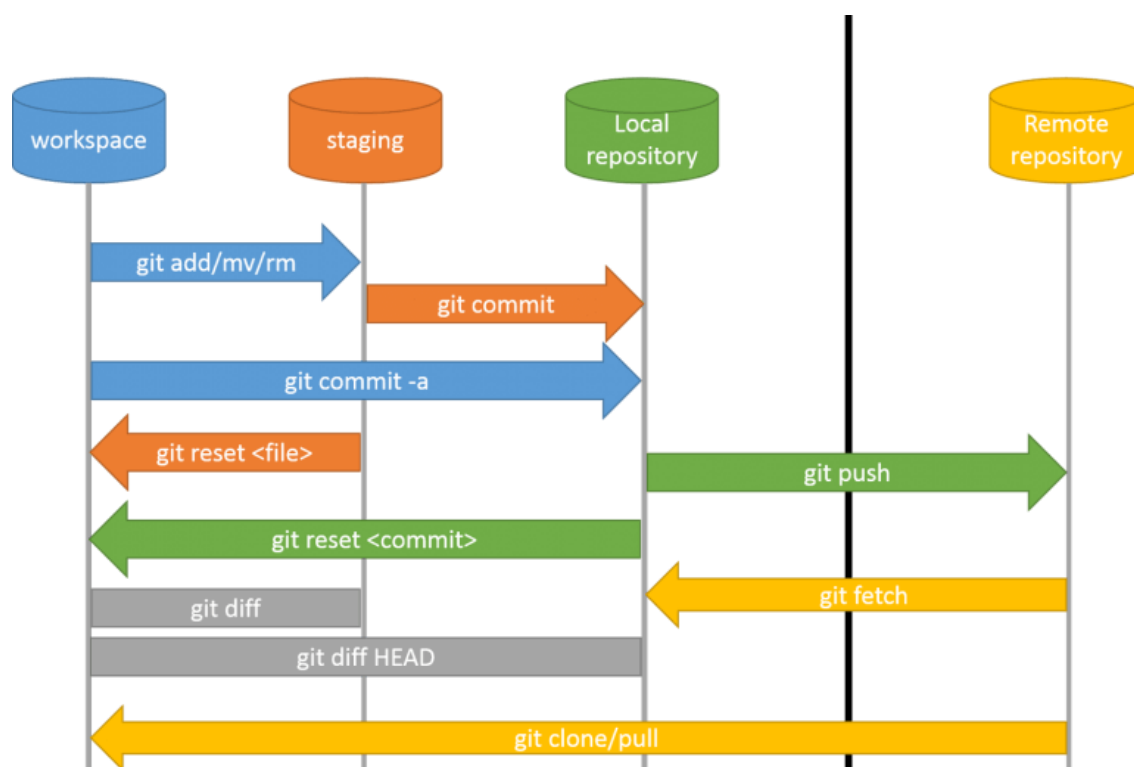 workspace
staging
Local
repository
Remote
repository
git add/mv/rm
git commit
git commit -a
git reset <file>
git push
git reset <commit>
git diff
git fetch
git diff HEAD
git clone/pull